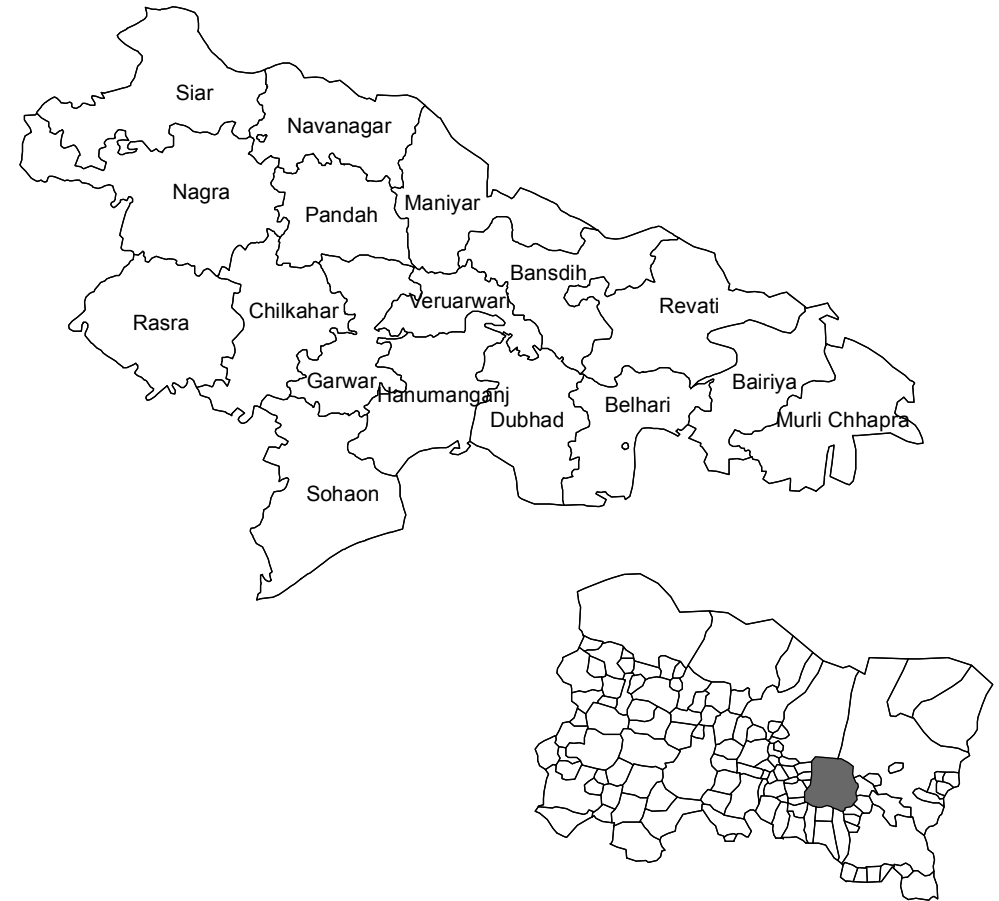 Siar
Navanagar
Nagra
Maniyar
Pandah
Bansdih
Veruarwari
Revati
Chilkahar
Rasra
Garwar
Bairiya
Hanumanganj
Belhari
Dubhad
Murli Chhapra
Sohaon